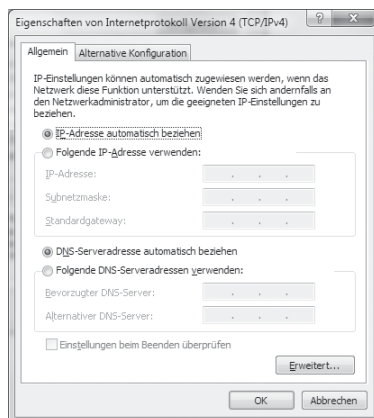 Eigenschaften von Internetprotokoll Version 4 (TCP/IPv4)
Allgemein
Alternative Konfiguration
IP-Einstellungen können automatisch zugewiesen werden, wenn das
Netzwerk diese Funktion unterstützt. Wenden Sie sich andernfalls an
den Netzwerkadministrator, um die geeigneten IP-Einstellungen zu
beziehen.
IP-Adresse automatisch beziehen
Folgende IP-Adresse verwenden:
IP-Adresse:
Subnetzmaske:
Standardgateway:
DNS-Serveradresse automatisch beziehen
Folgende DNS-Serveradressen verwenden:
Bevorzugter DNS-Server:
Alternativer DNS-Server:
Einstellungen beim Beenden überprüfen
Erweitert...
OK
Abbrechen